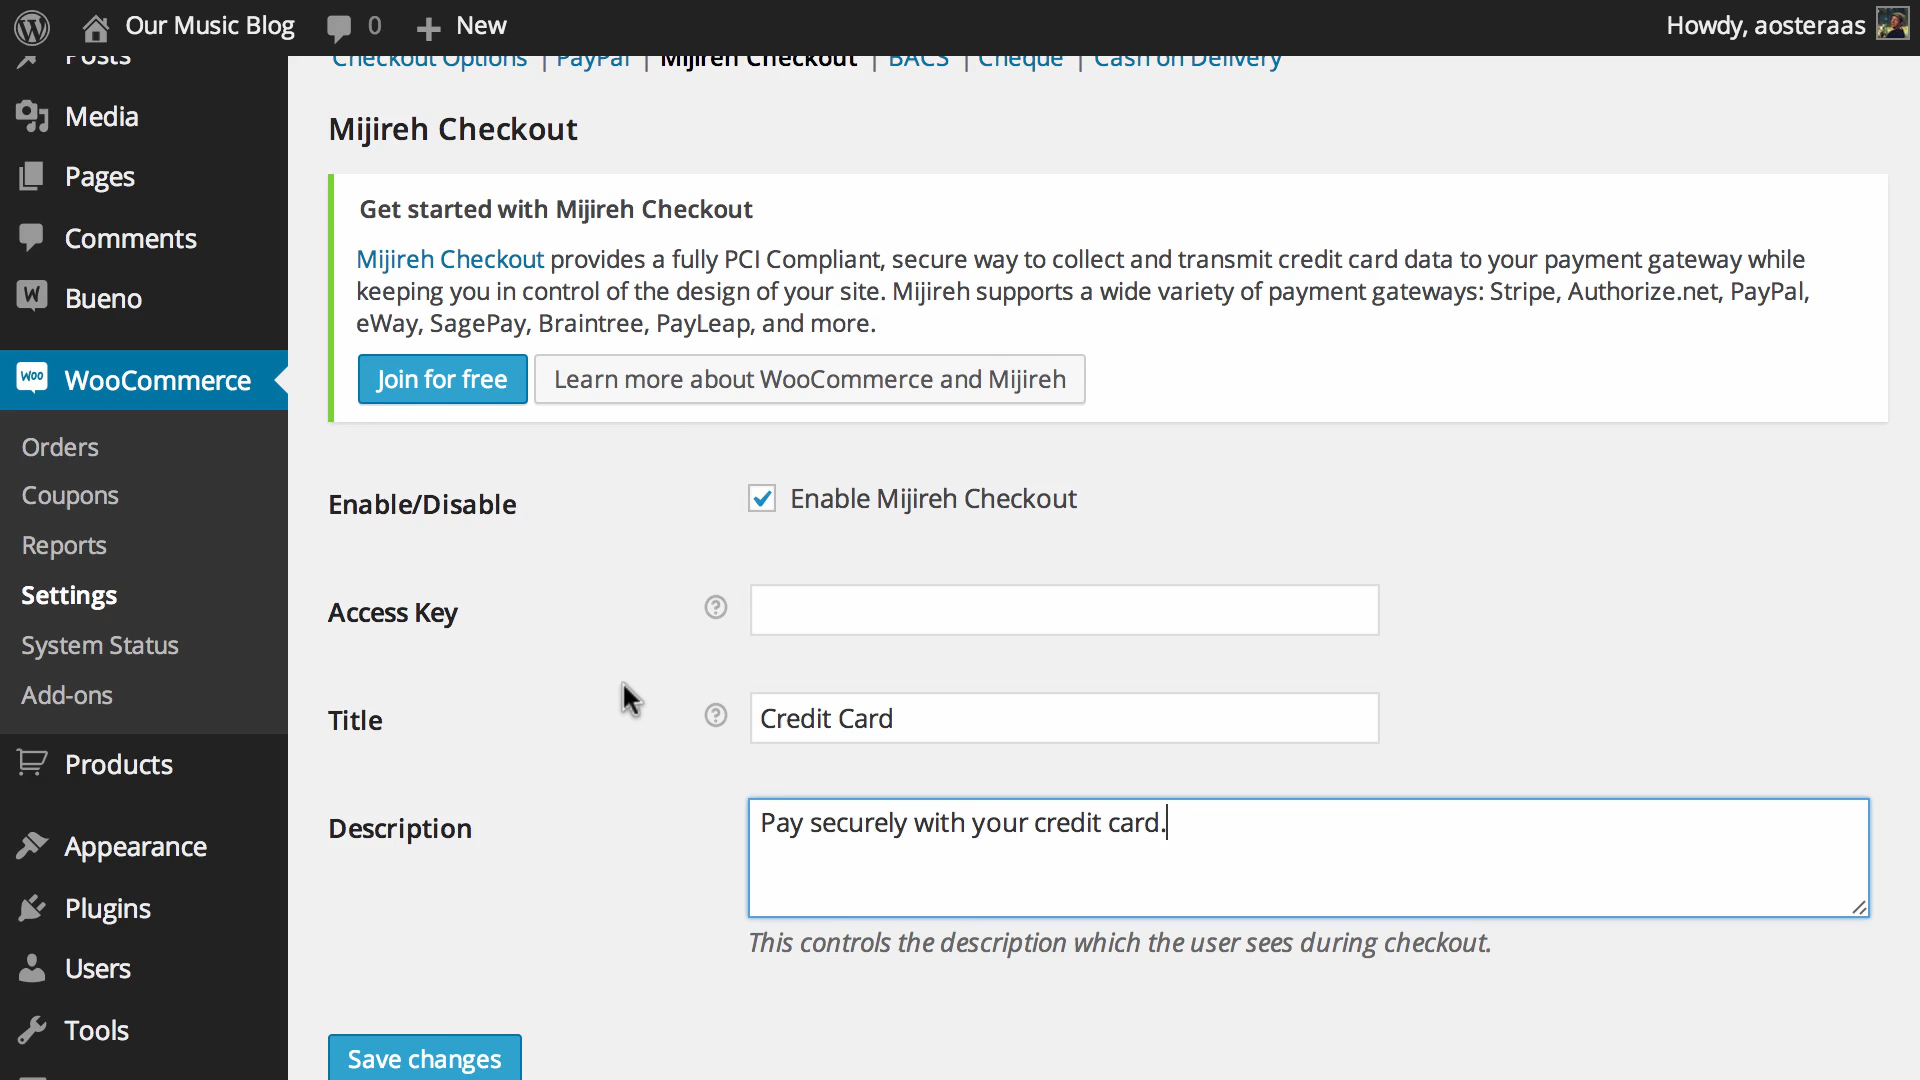 Our Music Blog 0 New Howdy, aosteraas
Posts
Media
Pages
Comments
Bueno
WooCommerce
Orders
Coupons
Reports
Settings
System Status
Add-ons
Products
Appearance
Plugins
Users
Tools
Checkout Options | PayPal | Mijireh Checkout | BACS | Cheque | Cash on Delivery
Mijireh Checkout
Get started with Mijireh Checkout
Mijireh Checkout provides a fully PCI Compliant, secure way to collect and transmit credit card data to your payment gateway while
keeping you in control of the design of your site. Mijireh supports a wide variety of payment gateways: Stripe, Authorize.net, PayPal,
eWay, SagePay, Braintree, PayLeap, and more.
Join for free Learn more about WooCommerce and Mijireh
Enable/Disable Enable Mijireh Checkout
Access Key
Title Credit Card
Description Pay securely with your credit card.
This controls the description which the user sees during checkout.
Save changes